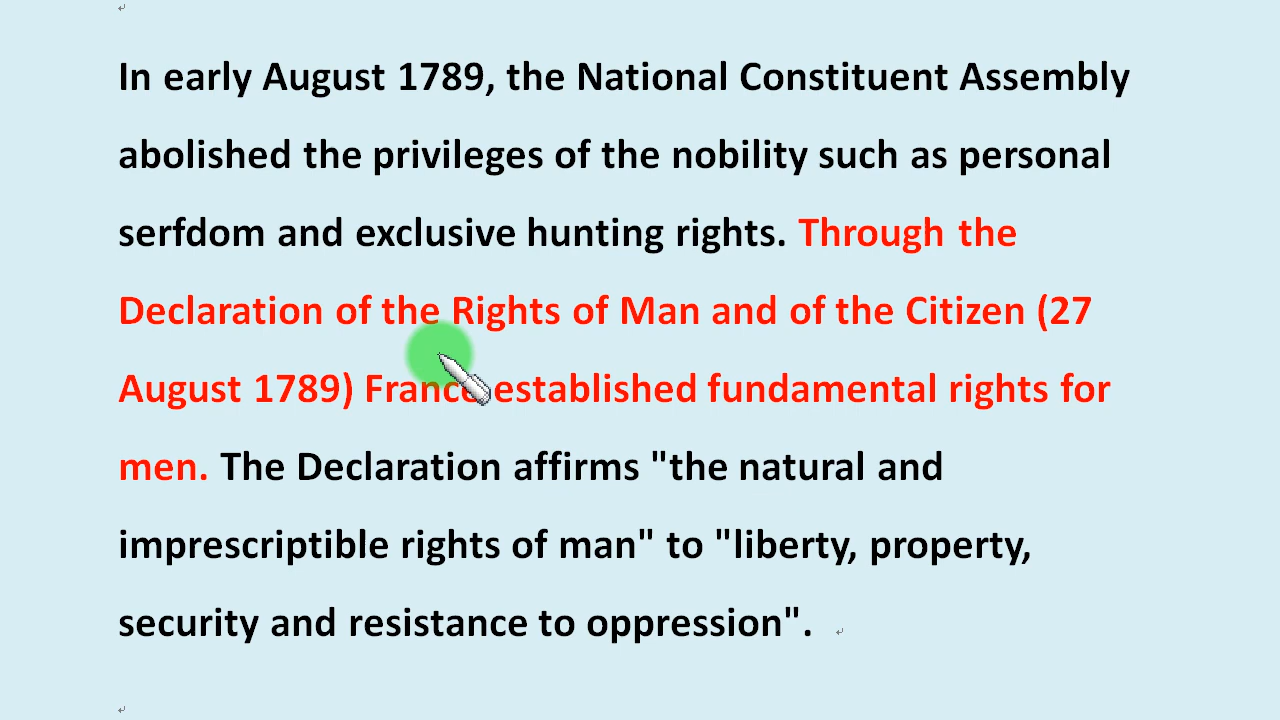 In early August 1789, the National Constituent Assembly
abolished the privileges of the nobility such as personal
serfdom and exclusive hunting rights. Through the
Declaration of the Rights of Man and of the Citizen (27
August 1789) France established fundamental rights for
men. The Declaration affirms "the natural and
imprescriptible rights of man" to "liberty, property,
security and resistance to oppression".